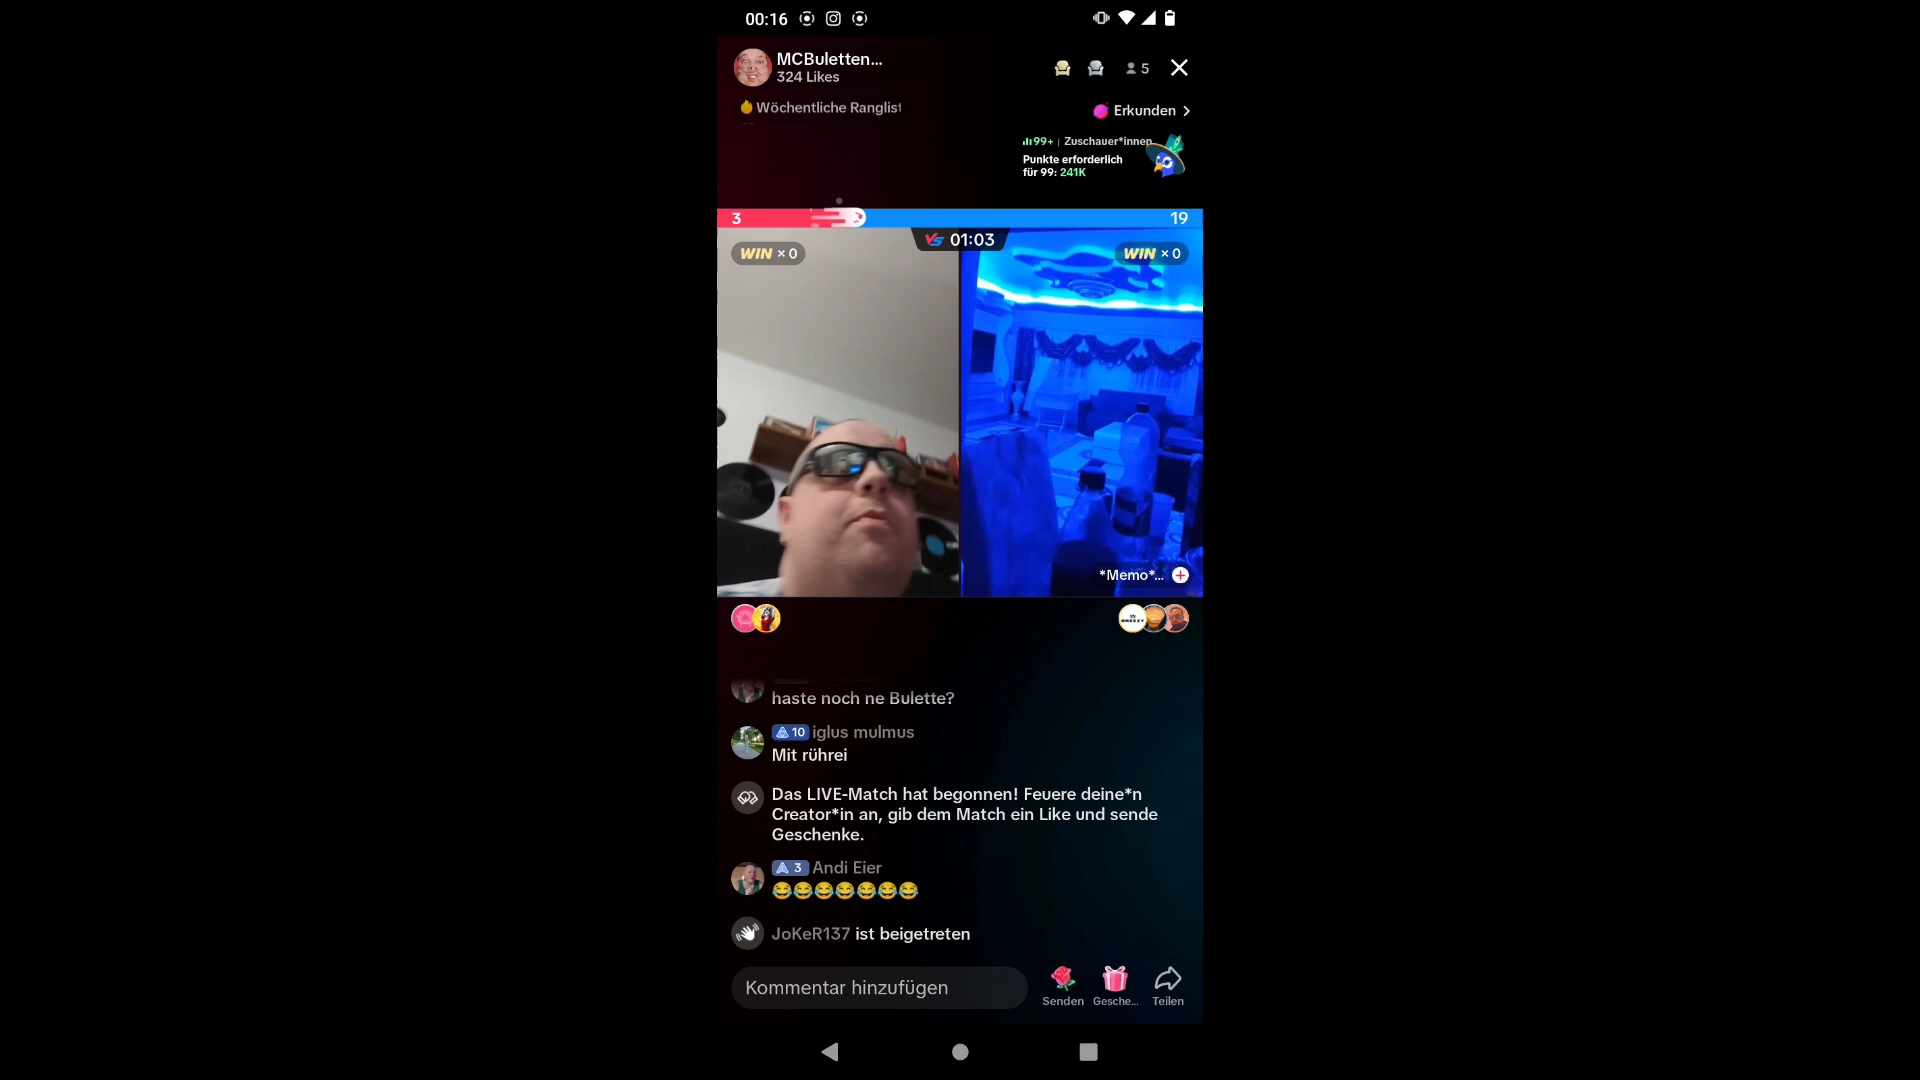 00:16
MCBuletten...
324 Likes
5
Wöchentliche Ranglist
Erkunden
99+ | Zuschauer*innen
Punkte erforderlich
für 99: 241K
3
19
VS 01:03
WIN × 0
WIN × 0
*Memo*...
BREEZY
haste noch ne Bulette?
10 iglus mulmus
Mit rührei
Das LIVE-Match hat begonnen! Feuere deine*n
Creator*in an, gib dem Match ein Like und sende
Geschenke.
3 Andi Eier
😂😂😂😂😂😂😂
JoKeR137 ist beigetreten
Kommentar hinzufügen
Senden
Gesche...
Teilen